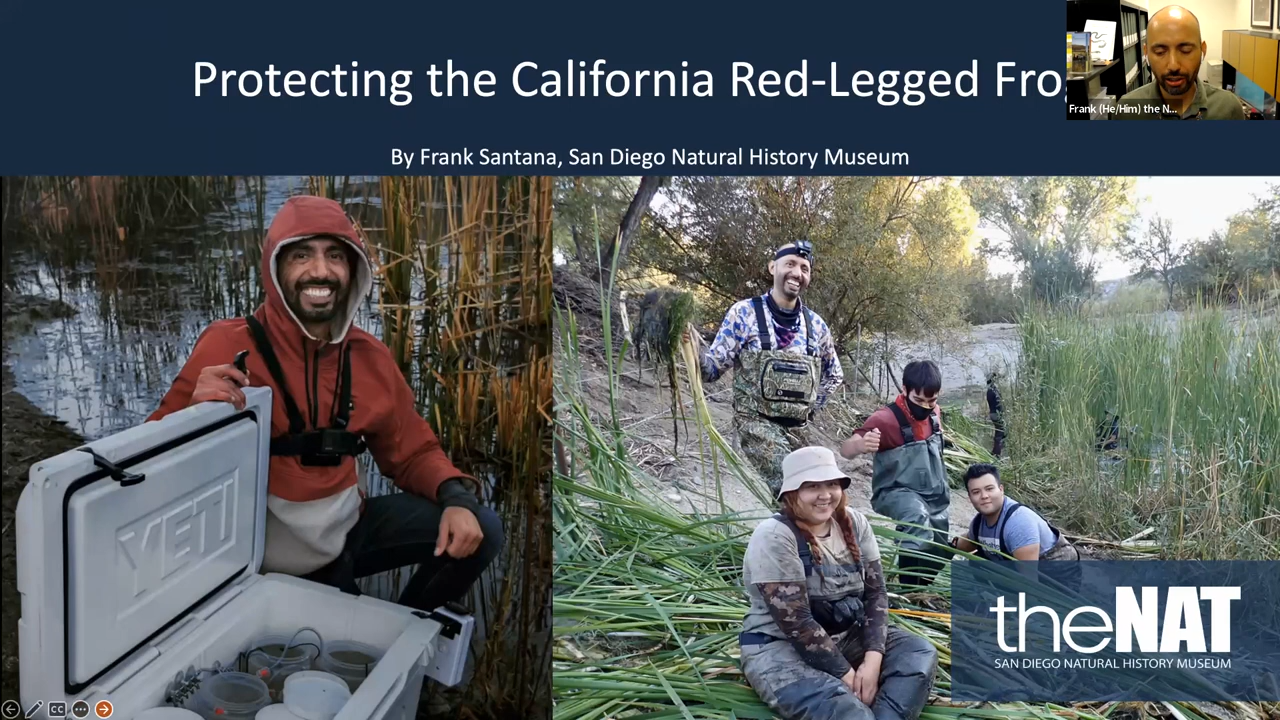 Protecting the California Red-Legged Fro
Frank (He/Him) the N...
By Frank Santana, San Diego Natural History Museum
YETI
theNAT
SAN DIEGO NATURAL HISTORY MUSEUM
CC